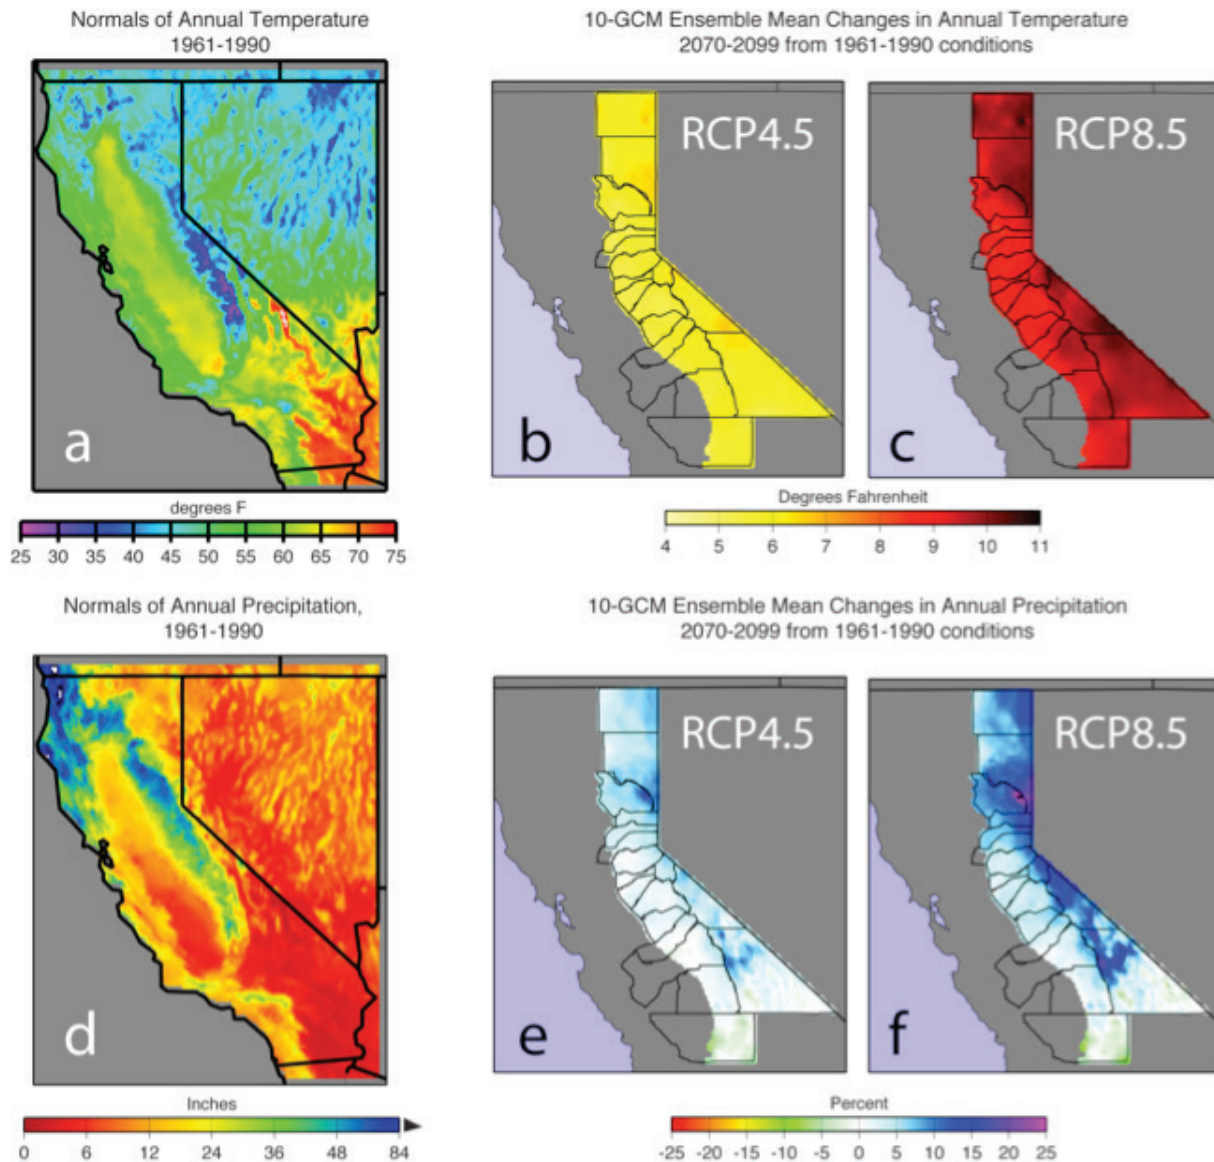 Normals of Annual Temperature
1961-1990
10-GCM Ensemble Mean Changes in Annual Temperature
2070-2099 from 1961-1990 conditions
RCP4.5
RCP8.5
a
b
c
degrees F
25 30 35 40 45 50 55 60 65 70 75
Degrees Fahrenheit
4 5 6 7 8 9 10 11
Normals of Annual Precipitation,
1961-1990
10-GCM Ensemble Mean Changes in Annual Precipitation
2070-2099 from 1961-1990 conditions
RCP4.5
RCP8.5
d
e
f
Inches
0 6 12 24 36 48 84
Percent
-25 -20 -15 -10 -5 0 5 10 15 20 25